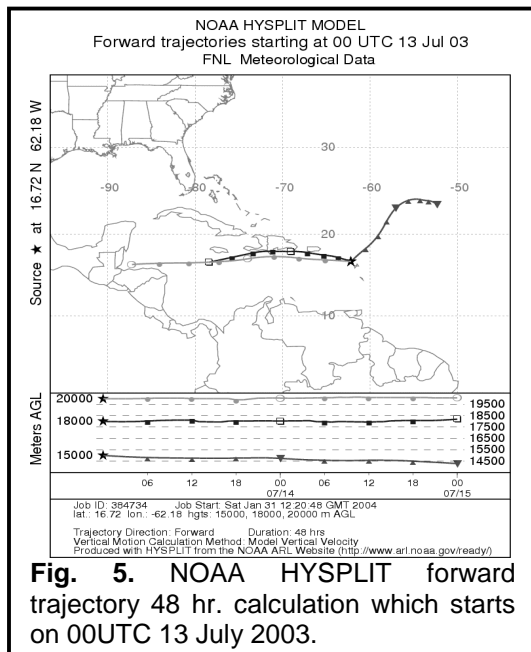 NOAA HYSPLIT MODEL
Forward trajectories starting at 00 UTC 13 Jul 03
FNL Meteorological Data
Source ★ at 16.72 N 62.18 W
-90 -80 -70 -60 -50
30
20
10
Meters AGL
20000
18000
15000
19500
18500
17500
16500
15500
14500
06 12 18 00 06 12 18 00
07/14 07/15
Job ID: 384734 Job Start: Sat Jan 31 12:20:48 GMT 2004
lat.: 16.72 lon.: -62.18 hgts: 15000, 18000, 20000 m AGL
Trajectory Direction: Forward Duration: 48 hrs
Vertical Motion Calculation Method: Model Vertical Velocity
Produced with HYSPLIT from the NOAA ARL Website (http://www.arl.noaa.gov/ready/)
Fig. 5. NOAA HYSPLIT forward
trajectory 48 hr. calculation which starts
on 00UTC 13 July 2003.